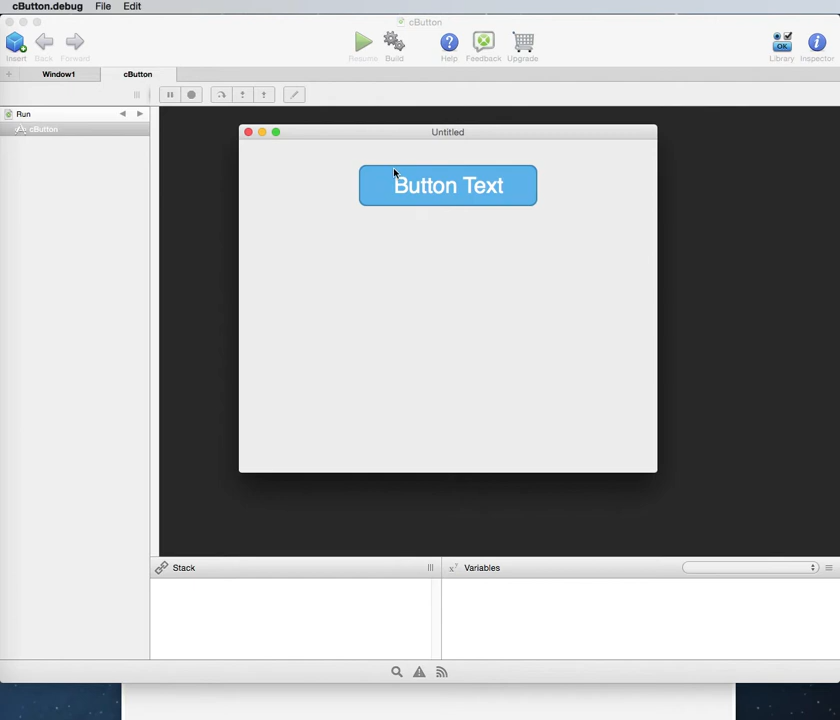 cButton.debug File Edit
cButton
Insert Back Forward Resume Build Help Feedback Upgrade Library Inspector
Window1 cButton
Run
cButton
Untitled
Button Text
Stack
Variables